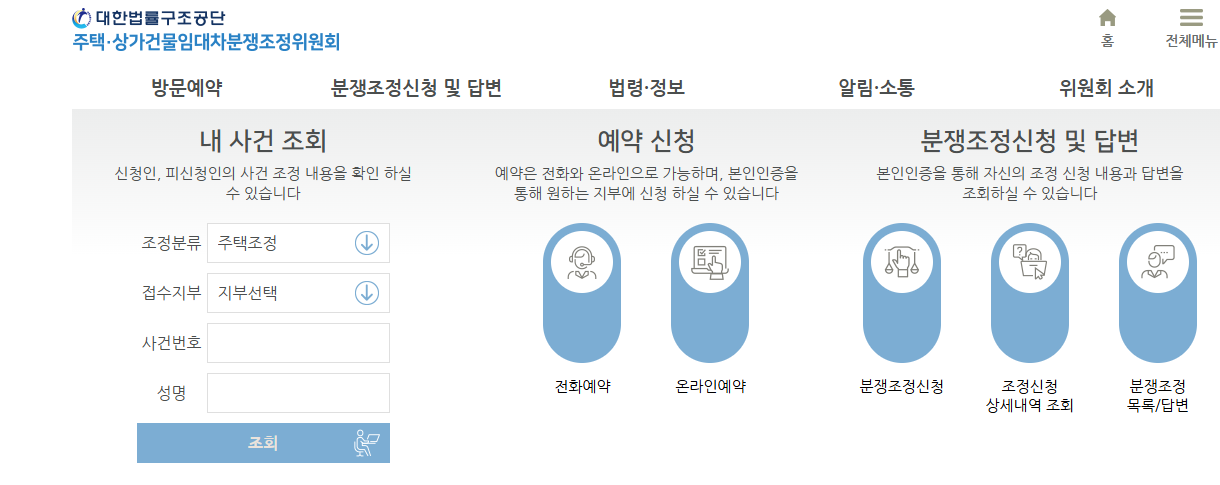 대한법률구조공단
주택·상가건물임대차분쟁조정위원회
홈
전체메뉴
방문예약
분쟁조정신청 및 답변
법령·정보
알림·소통
위원회 소개
내 사건 조회
신청인, 피신청인의 사건 조정 내용을 확인 하실
수 있습니다
조정분류
주택조정
접수지부
지부선택
사건번호
성명
조회
예약 신청
예약은 전화와 온라인으로 가능하며, 본인인증을
통해 원하는 지부에 신청 하실 수 있습니다
전화예약
온라인예약
분쟁조정신청 및 답변
본인인증을 통해 자신의 조정 신청 내용과 답변을
조회하실 수 있습니다
분쟁조정신청
조정신청
상세내역 조회
분쟁조정
목록/답변